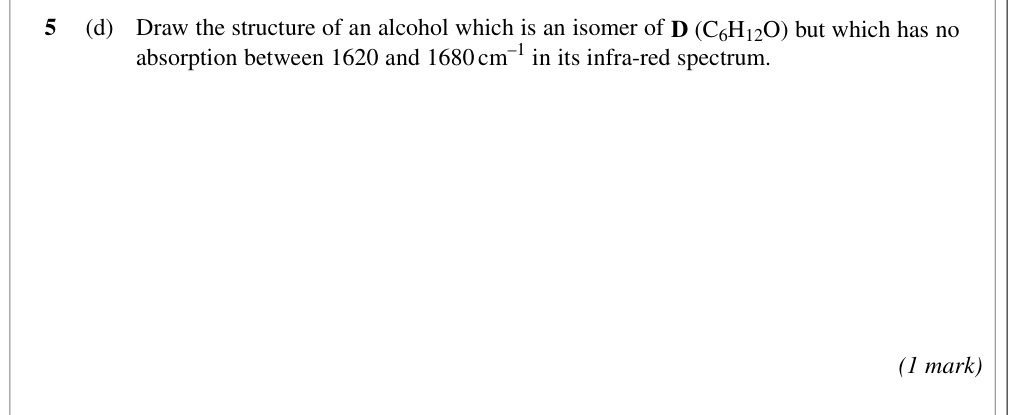 5 (d) Draw the structure of an alcohol which is an isomer of D (C₆H₁₂O) but which has no
absorption between 1620 and 1680 cm⁻¹ in its infra-red spectrum.
(1 mark)